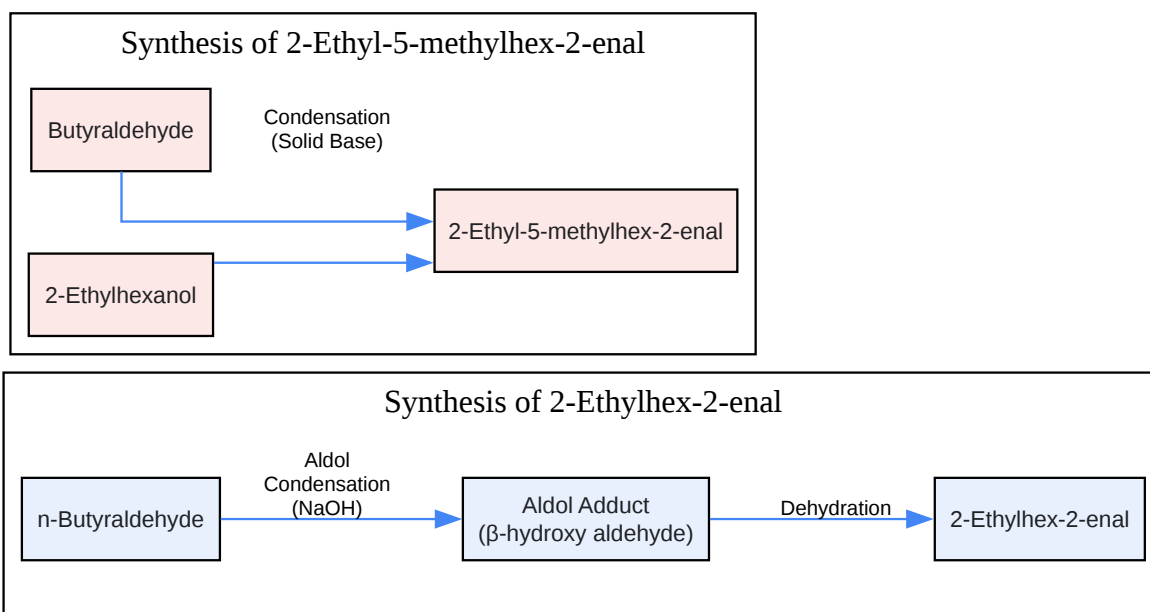 Synthesis of 2-Ethyl-5-methylhex-2-enal
Butyraldehyde
Condensation
(Solid Base)
2-Ethyl-5-methylhex-2-enal
2-Ethylhexanol
Synthesis of 2-Ethylhex-2-enal
n-Butyraldehyde
Aldol
Condensation
(NaOH)
Aldol Adduct
(β-hydroxy aldehyde)
Dehydration
2-Ethylhex-2-enal